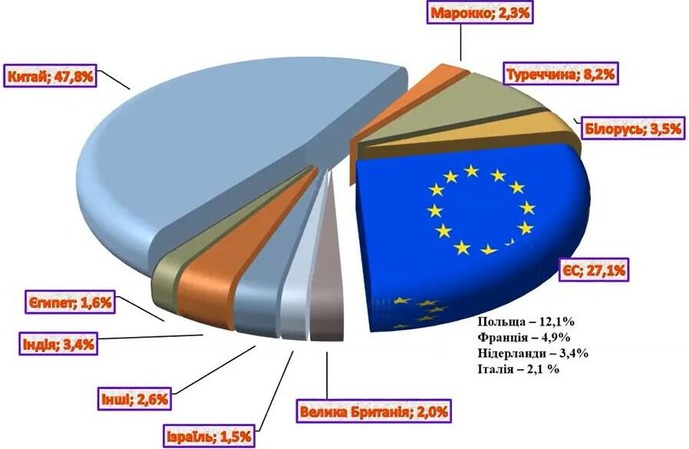 Марокко; 2,3%
Китай; 47,8%
Туреччина; 8,2%
Білорусь; 3,5%
ЄС; 27,1%
Єгипет; 1,6%
Польща – 12,1%
Франція – 4,9%
Індія; 3,4%
Нідерланди – 3,4%
Італія – 2,1 %
Інші; 2,6%
Велика Британія; 2,0%
Ізраїль; 1,5%